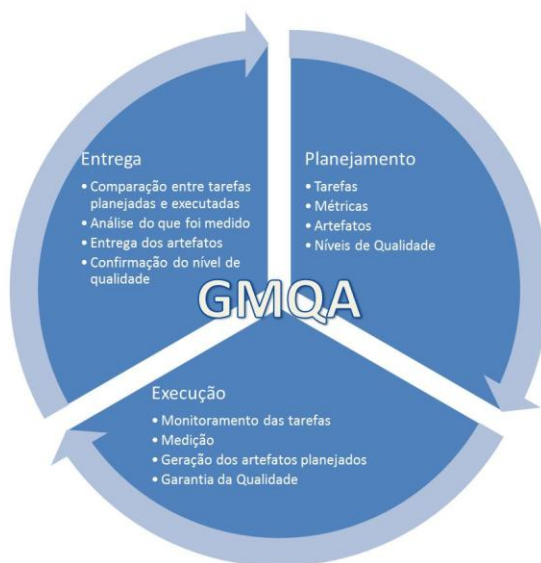 Entrega
• Comparação entre tarefas
planejadas e executadas
• Análise do que foi medido
• Entrega dos artefatos
• Confirmação do nível de
qualidade
Planejamento
• Tarefas
• Métricas
• Artefatos
• Níveis de Qualidade
GMQA
Execução
• Monitoramento das tarefas
• Medição
• Geração dos artefatos planejados
• Garantia da Qualidade